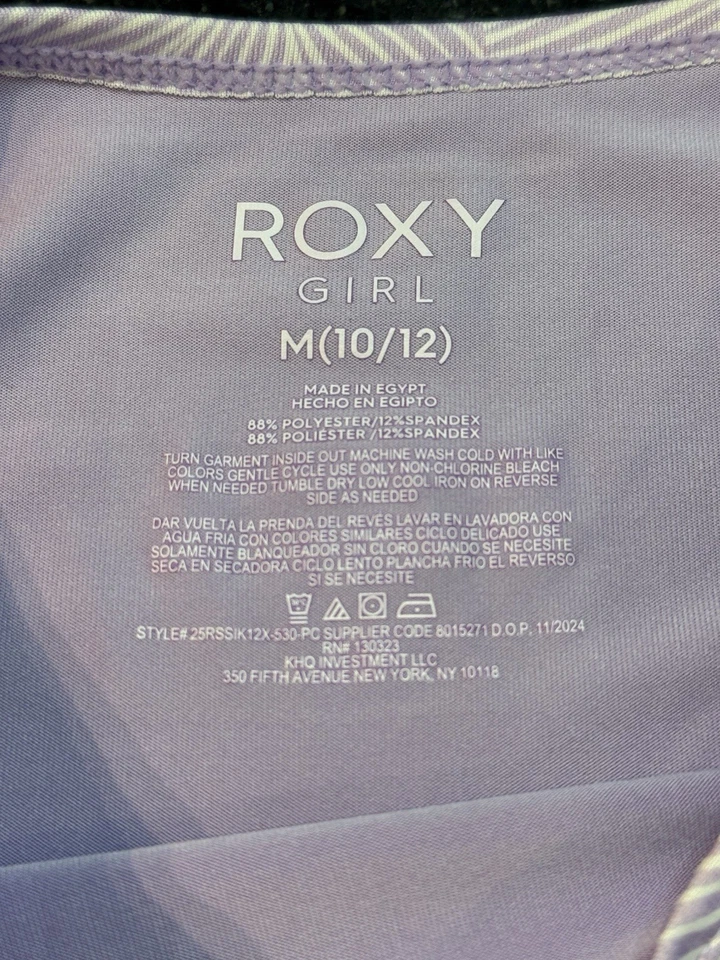 ROXY
GIRL
M(10/12)
MADE IN EGYPT
HECHO EN EGIPTO
88% POLYESTER/12%SPANDEX
88% POLIÉSTER /12%SPANDEX
TURN GARMENT INSIDE OUT MACHINE WASH COLD WITH LIKE
COLORS GENTLE CYCLE USE ONLY NON-CHLORINE BLEACH
WHEN NEEDED TUMBLE DRY LOW COOL IRON ON REVERSE
SIDE AS NEEDED
DAR VUELTA LA PRENDA DEL REVES LAVAR EN LAVADORA CON
AGUA FRIA CON COLORES SIMILARES CICLO DELICADO USE
SOLAMENTE BLANQUEADOR SIN CLORO CUANDO SE NECESITE
SECA EN SECADORA CICLO LENTO PLANCHA FRIO EL REVERSO
SI SE NECESITE
STYLE# 25RSSIK12X-530-PC SUPPLIER CODE 8015271 D.O.P. 11/2024
RN# 130323
KHQ INVESTMENT LLC
350 FIFTH AVENUE NEW YORK, NY 10118